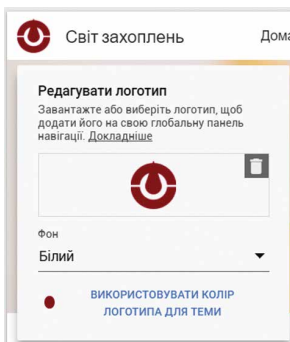 Світ захоплень
Дома
Редагувати логотип
Завантажте або виберіть логотип, щоб
додати його на свою глобальну панель
навігації. Докладніше
Фон
Білий
ВИКОРИСТОВУВАТИ КОЛІР
ЛОГОТИПА ДЛЯ ТЕМИ